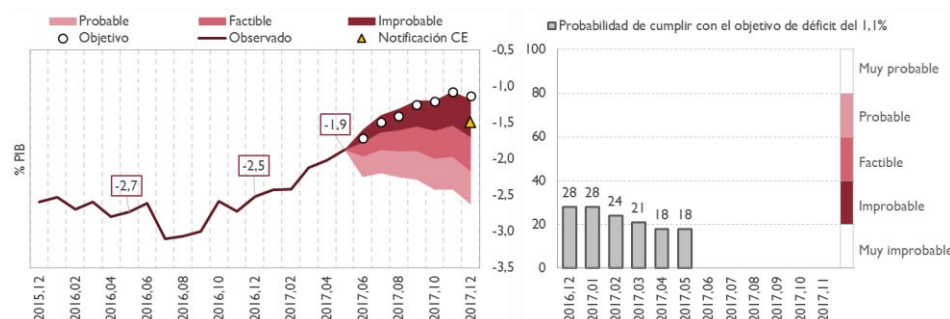 Probable Factible Improbable
Objetivo Observado Notificación CE
-0,5
-1,0
-1,5
-2,0
-2,5
-3,0
-3,5
% PIB
-2,7
-2,5
-1,9
2015,12 2016,02 2016,04 2016,06 2016,08 2016,10 2016,12 2017,02 2017,04 2017,06 2017,08 2017,10 2017,12
Probabilidad de cumplir con el objetivo de déficit del 1,1%
100
80
60
40
20
0
28 28 24 21 18 18
2016,12 2017,01 2017,02 2017,03 2017,04 2017,05 2017,06 2017,07 2017,08 2017,09 2017,10 2017,11
Muy probable
Probable
Factible
Improbable
Muy improbable